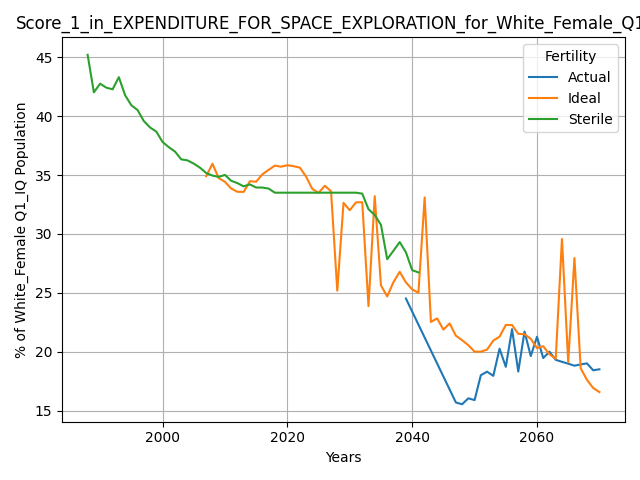 Score_1_in_EXPENDITURE_FOR_SPACE_EXPLORATION_for_White_Female_Q1
Fertility
Actual
Ideal
Sterile
% of White_Female Q1_IQ Population
45
40
35
30
25
20
15
2000
2020
2040
2060
Years